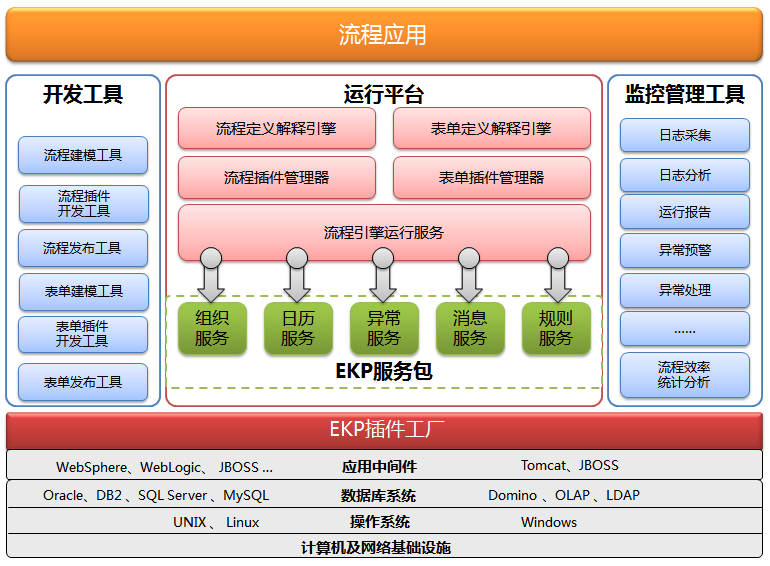 流程应用
开发工具
流程建模工具
流程插件
开发工具
流程发布工具
表单建模工具
表单插件
开发工具
表单发布工具
运行平台
流程定义解释引擎
表单定义解释引擎
流程插件管理器
表单插件管理器
流程引擎运行服务
组织
服务
日历
服务
异常
服务
消息
服务
规则
服务
EKP服务包
监控管理工具
日志采集
日志分析
运行报告
异常预警
异常处理
......
流程效率
统计分析
EKP插件工厂
WebSphere、WebLogic、 JBOSS ... 应用中间件 Tomcat、JBOSS
Oracle、DB2 、SQL Server 、MySQL 数据库系统 Domino 、OLAP 、LDAP
UNIX 、 Linux 操作系统 Windows
计算机及网络基础设施